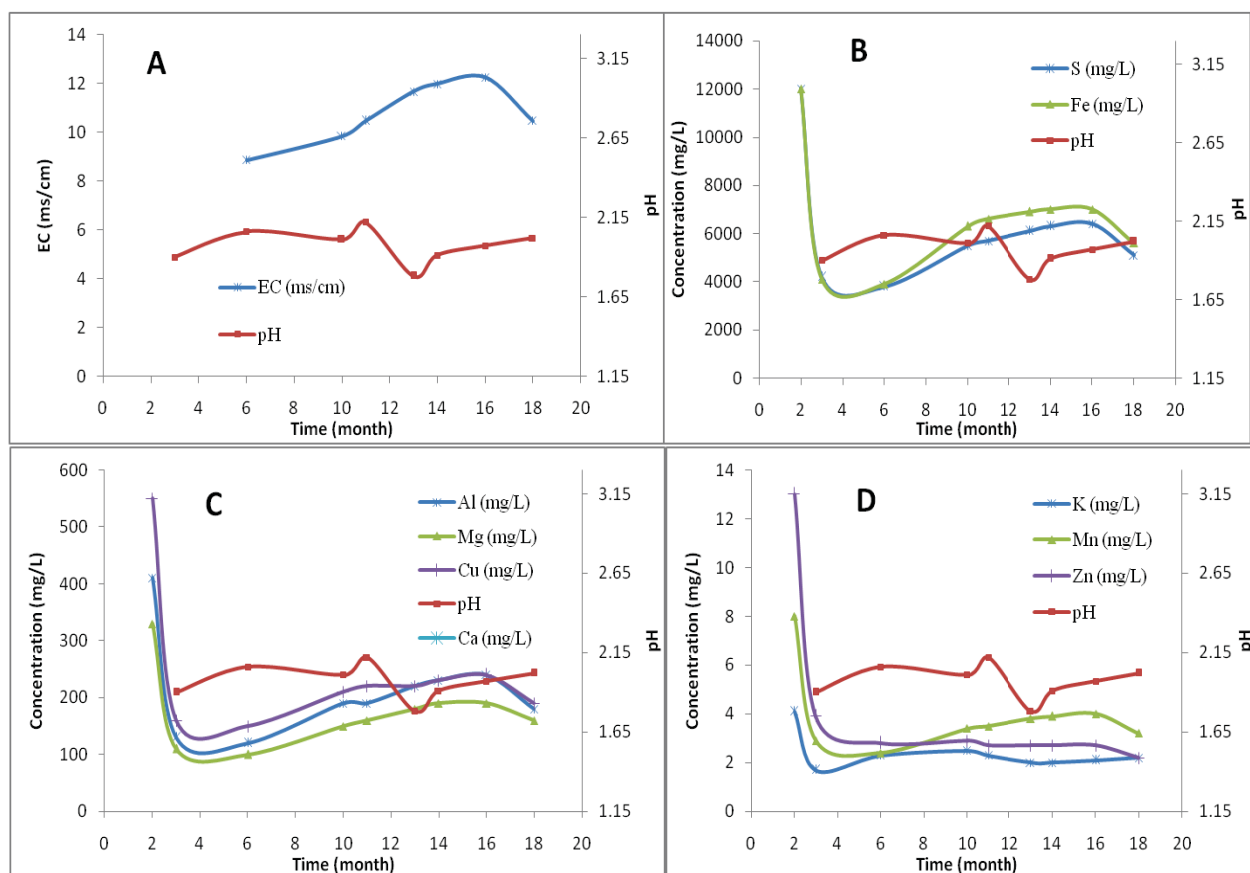 A
14
12
10
8
6
4
2
0
EC (ms/cm)
3.15
2.65
2.15
1.65
1.15
pH
EC (ms/cm)
pH
0 2 4 6 8 10 12 14 16 18 20
Time (month)
B
14000
12000
10000
8000
6000
4000
2000
0
Concentration (mg/L)
S (mg/L)
Fe (mg/L)
pH
3.15
2.65
2.15
1.65
1.15
pH
0 2 4 6 8 10 12 14 16 18 20
Time (month)
C
600
500
400
300
200
100
0
Concentration (mg/L)
Al (mg/L)
Mg (mg/L)
Cu (mg/L)
pH
Ca (mg/L)
3.15
2.65
2.15
1.65
1.15
pH
0 2 4 6 8 10 12 14 16 18 20
Time (month)
D
14
12
10
8
6
4
2
0
Concentration (mg/L)
K (mg/L)
Mn (mg/L)
Zn (mg/L)
pH
3.15
2.65
2.15
1.65
1.15
pH
0 2 4 6 8 10 12 14 16 18 20
Time (month)